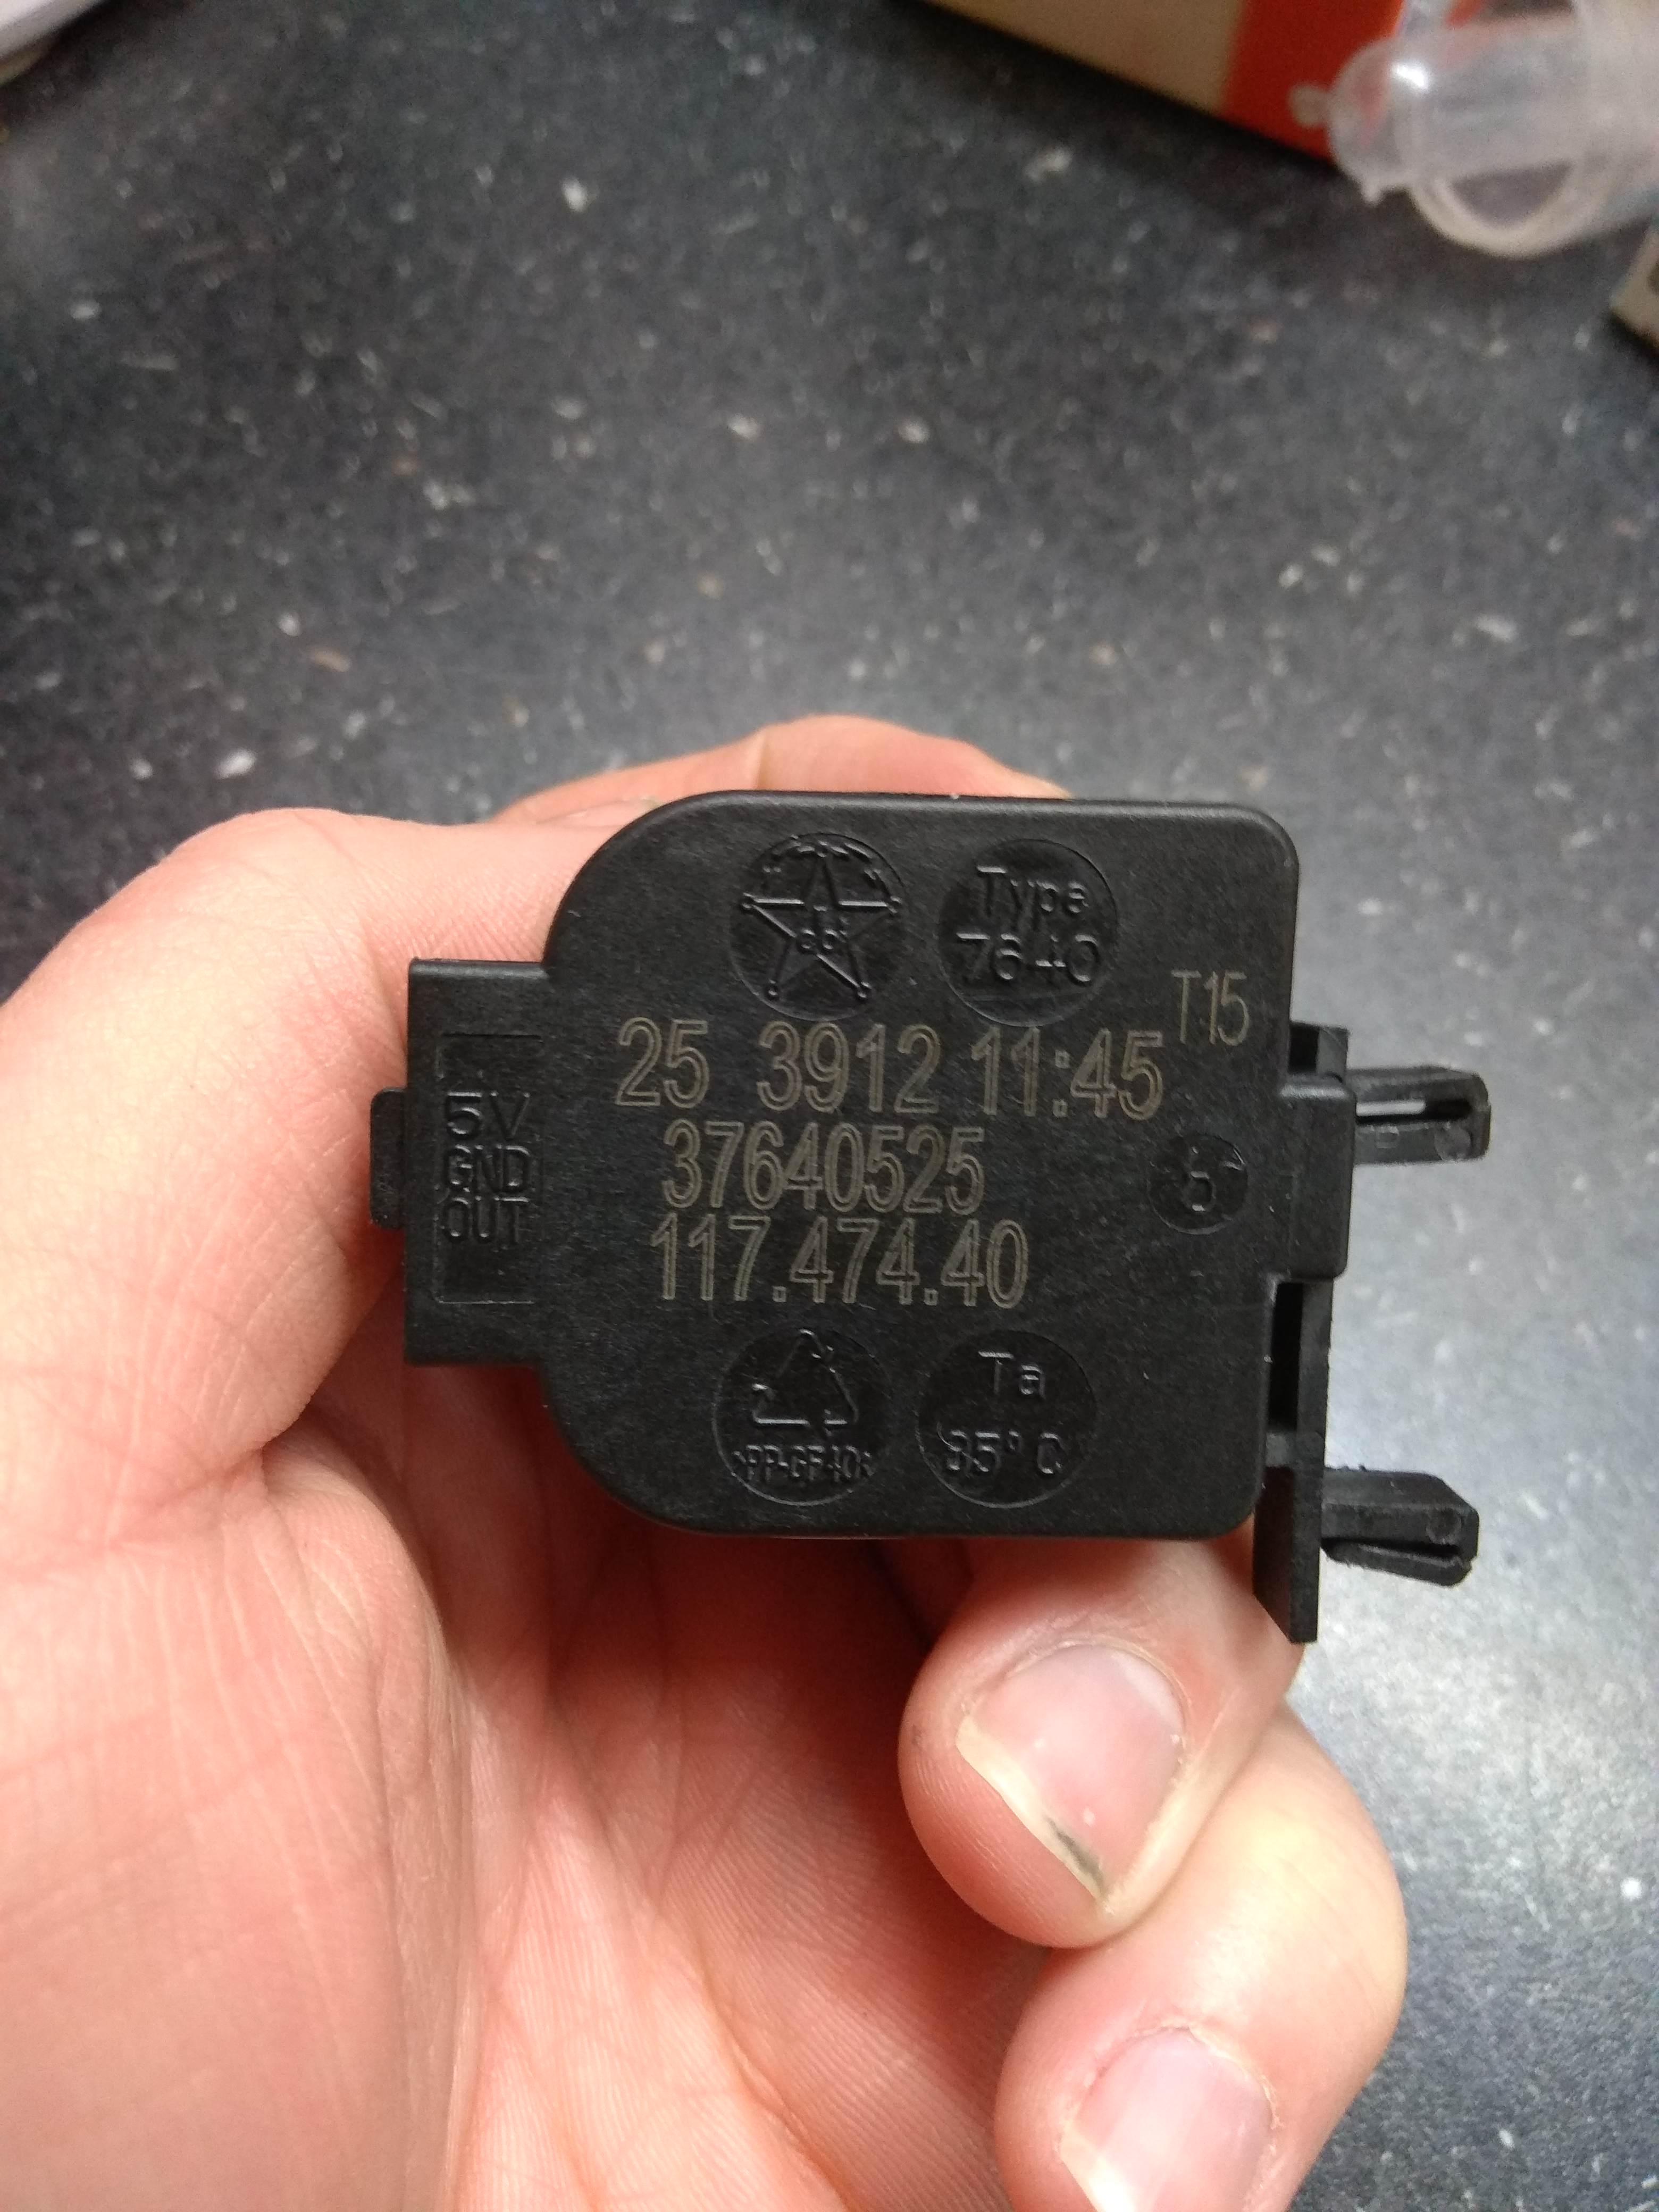 Type
7640
T15
25 3912 11:45
37640525
117.474.40
5V
GND
OUT
>PP-GF40<
Ta
85°C